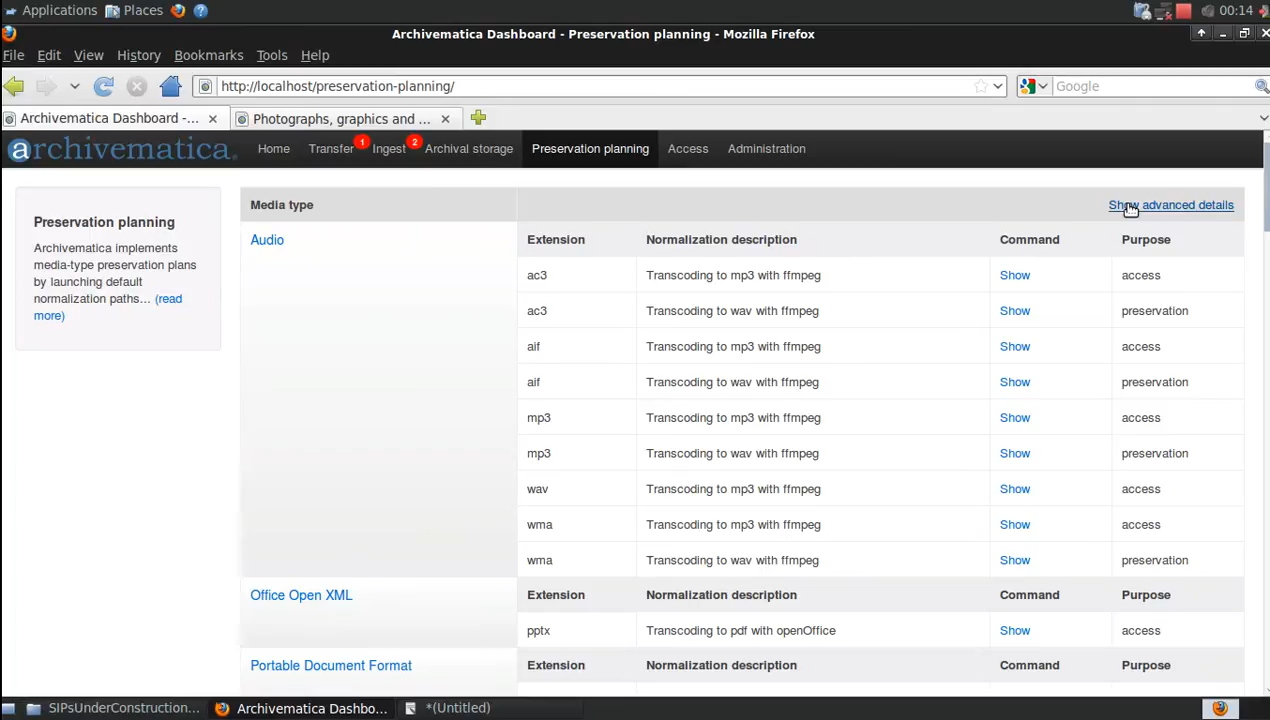 Applications Places 00:14
Archivematica Dashboard - Preservation planning - Mozilla Firefox
File Edit View History Bookmarks Tools Help
http://localhost/preservation-planning/ Google
Archivematica Dashboard -... Photographs, graphics and ...
archivematica. Home Transfer 1 Ingest 2 Archival storage Preservation planning Access Administration
Media type Show advanced details
Preservation planning
Archivematica implements
media-type preservation plans
by launching default
normalization paths... (read
more)
Audio Extension Normalization description Command Purpose
ac3 Transcoding to mp3 with ffmpeg Show access
ac3 Transcoding to wav with ffmpeg Show preservation
aif Transcoding to mp3 with ffmpeg Show access
aif Transcoding to wav with ffmpeg Show preservation
mp3 Transcoding to mp3 with ffmpeg Show access
mp3 Transcoding to wav with ffmpeg Show preservation
wav Transcoding to mp3 with ffmpeg Show access
wma Transcoding to mp3 with ffmpeg Show access
wma Transcoding to wav with ffmpeg Show preservation
Office Open XML Extension Normalization description Command Purpose
pptx Transcoding to pdf with openOffice Show access
Portable Document Format Extension Normalization description Command Purpose
SIPsUnderConstruction... Archivematica Dashbo... *(Untitled)